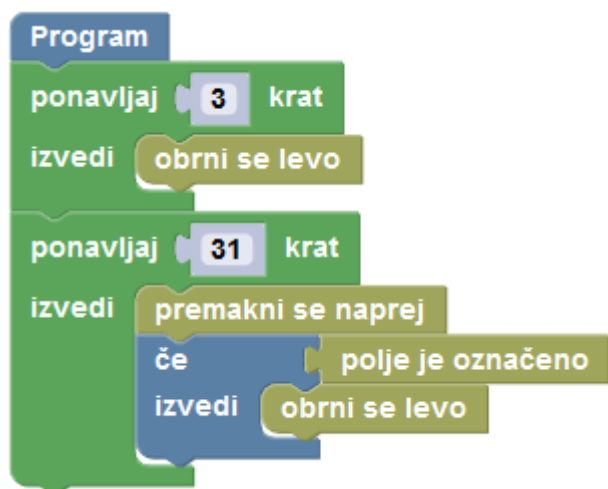 Program
ponavljaj 3 krat
izvedi obrni se levo
ponavljaj 31 krat
izvedi premakni se naprej
če polje je označeno
izvedi obrni se levo